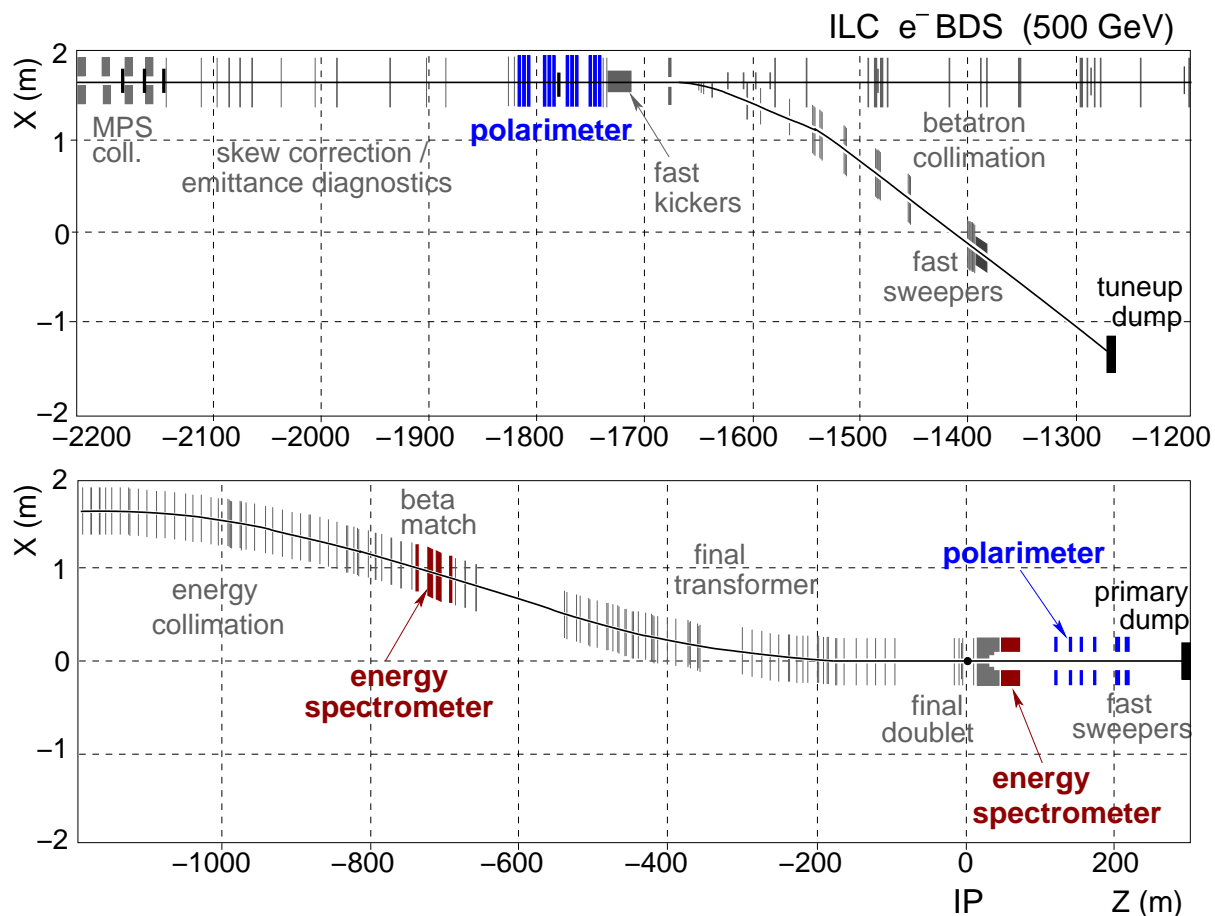 ILC e⁻ BDS (500 GeV)
X (m)
2
1
0
−1
−2
MPS
coll.
skew correction /
emittance diagnostics
polarimeter
fast
kickers
betatron
collimation
fast
sweepers
tuneup
dump
−2200 −2100 −2000 −1900 −1800 −1700 −1600 −1500 −1400 −1300 −1200
X (m)
2
1
0
−1
−2
energy
collimation
beta
match
energy
spectrometer
final
transformer
polarimeter
primary
dump
final
doublet
fast
sweepers
energy
spectrometer
−1000 −800 −600 −400 −200 0 200
IP Z (m)